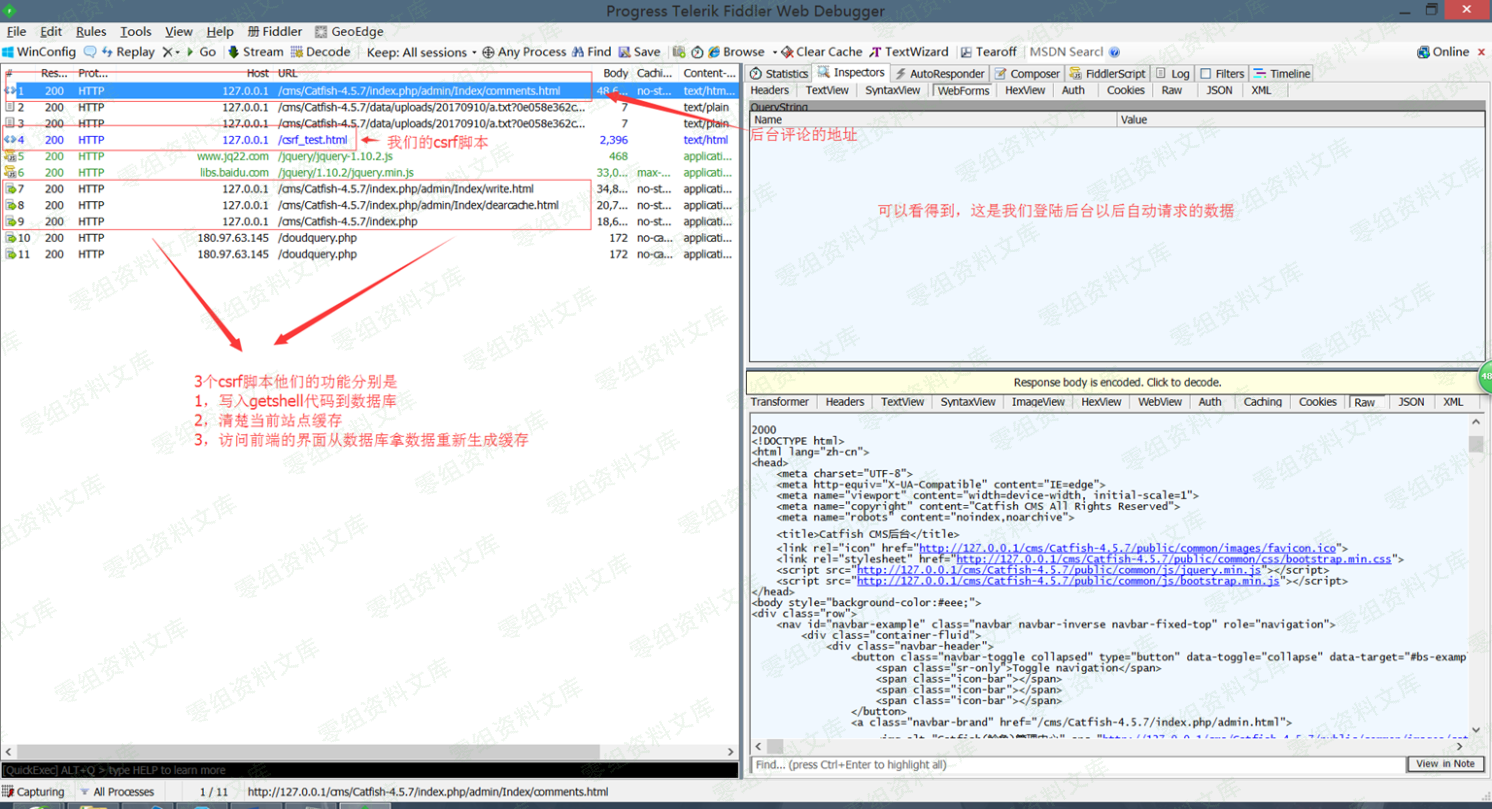 Progress Telerik Fiddler Web Debugger
File Edit Rules Tools View Help Fiddler GeoEdge
WinConfig Replay X Go Stream Decode Keep: All sessions Any Process Find Save Browse Clear Cache TextWizard Tearoff MSDN Search Online x
# Res... Prot... Host URL Body Cachi... Content-...
1 200 HTTP 127.0.0.1 /cms/Catfish-4.5.7/index.php/admin/Index/comments.html 48,6... no-st... text/htm...
2 200 HTTP 127.0.0.1 /cms/Catfish-4.5.7/data/uploads/20170910/a.txt?0e058e362c... 7 text/plain
3 200 HTTP 127.0.0.1 /cms/Catfish-4.5.7/data/uploads/20170910/a.txt?0e058e362c... 7 text/plain
4 200 HTTP 127.0.0.1 /csrf_test.html 2,396 text/html
我们的csrf脚本
5 200 HTTP www.jq22.com /jquery/jquery-1.10.2.js 468 applicati...
6 200 HTTP libs.baidu.com /jquery/1.10.2/jquery.min.js 33,0... max-... applicati...
7 200 HTTP 127.0.0.1 /cms/Catfish-4.5.7/index.php/admin/Index/write.html 34,8... no-st... applicati...
8 200 HTTP 127.0.0.1 /cms/Catfish-4.5.7/index.php/admin/Index/clearcache.html 20,7... no-st... applicati...
9 200 HTTP 127.0.0.1 /cms/Catfish-4.5.7/index.php 18,6... no-st... applicati...
10 200 HTTP 180.97.63.145 /cloudquery.php 172 no-ca... applicati...
11 200 HTTP 180.97.63.145 /cloudquery.php 172 no-ca... applicati...
3个csrf脚本他们的功能分别是
1，写入getshell代码到数据库
2，清楚当前站点缓存
3，访问前端的界面从数据库拿数据重新生成缓存
Statistics Inspectors AutoResponder Composer FiddlerScript Log Filters Timeline
Headers TextView SyntaxView WebForms HexView Auth Cookies Raw JSON XML
QueryString
Name Value
后台评论的地址
可以看得到，这是我们登陆后台以后自动请求的数据
Response body is encoded. Click to decode.
Transformer Headers TextView SyntaxView ImageView HexView WebView Auth Caching Cookies Raw JSON XML
2000
<!DOCTYPE html>
<html lang="zh-cn">
<head>
<meta charset="UTF-8">
<meta http-equiv="X-UA-Compatible" content="IE=edge">
<meta name="viewport" content="width=device-width, initial-scale=1">
<meta name="copyright" content="Catfish CMS All Rights Reserved">
<meta name="robots" content="noindex,noarchive">
<title>Catfish CMS后台</title>
<link rel="icon" href="http://127.0.0.1/cms/Catfish-4.5.7/public/common/images/favicon.ico">
<link rel="stylesheet" href="http://127.0.0.1/cms/Catfish-4.5.7/public/common/css/bootstrap.min.css">
<script src="http://127.0.0.1/cms/Catfish-4.5.7/public/common/js/jquery.min.js"></script>
<script src="http://127.0.0.1/cms/Catfish-4.5.7/public/common/js/bootstrap.min.js"></script>
</head>
<body style="background-color:#eee;">
<div class="row">
<nav id="navbar-example" class="navbar navbar-inverse navbar-fixed-top" role="navigation">
<div class="container-fluid">
<div class="navbar-header">
<button class="navbar-toggle collapsed" type="button" data-toggle="collapse" data-target="#bs-examp
<span class="sr-only">Toggle navigation</span>
<span class="icon-bar"></span>
<span class="icon-bar"></span>
<span class="icon-bar"></span>
</button>
<a class="navbar-brand" href="/cms/Catfish-4.5.7/index.php/admin.html">
Find... (press Ctrl+Enter to highlight all) View in Note
[QuickExec] ALT+Q > type HELP to learn more
Capturing All Processes 1 / 11 http://127.0.0.1/cms/Catfish-4.5.7/index.php/admin/Index/comments.html
48
零组资料文库